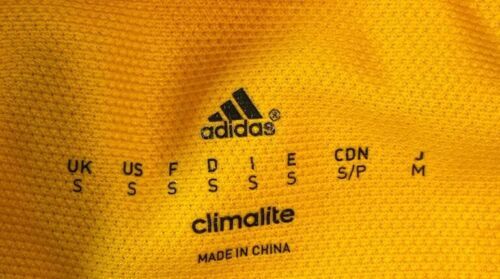 adidas®
UK US F D I E CDN J
S S S S S S S/P M
climalite
MADE IN CHINA